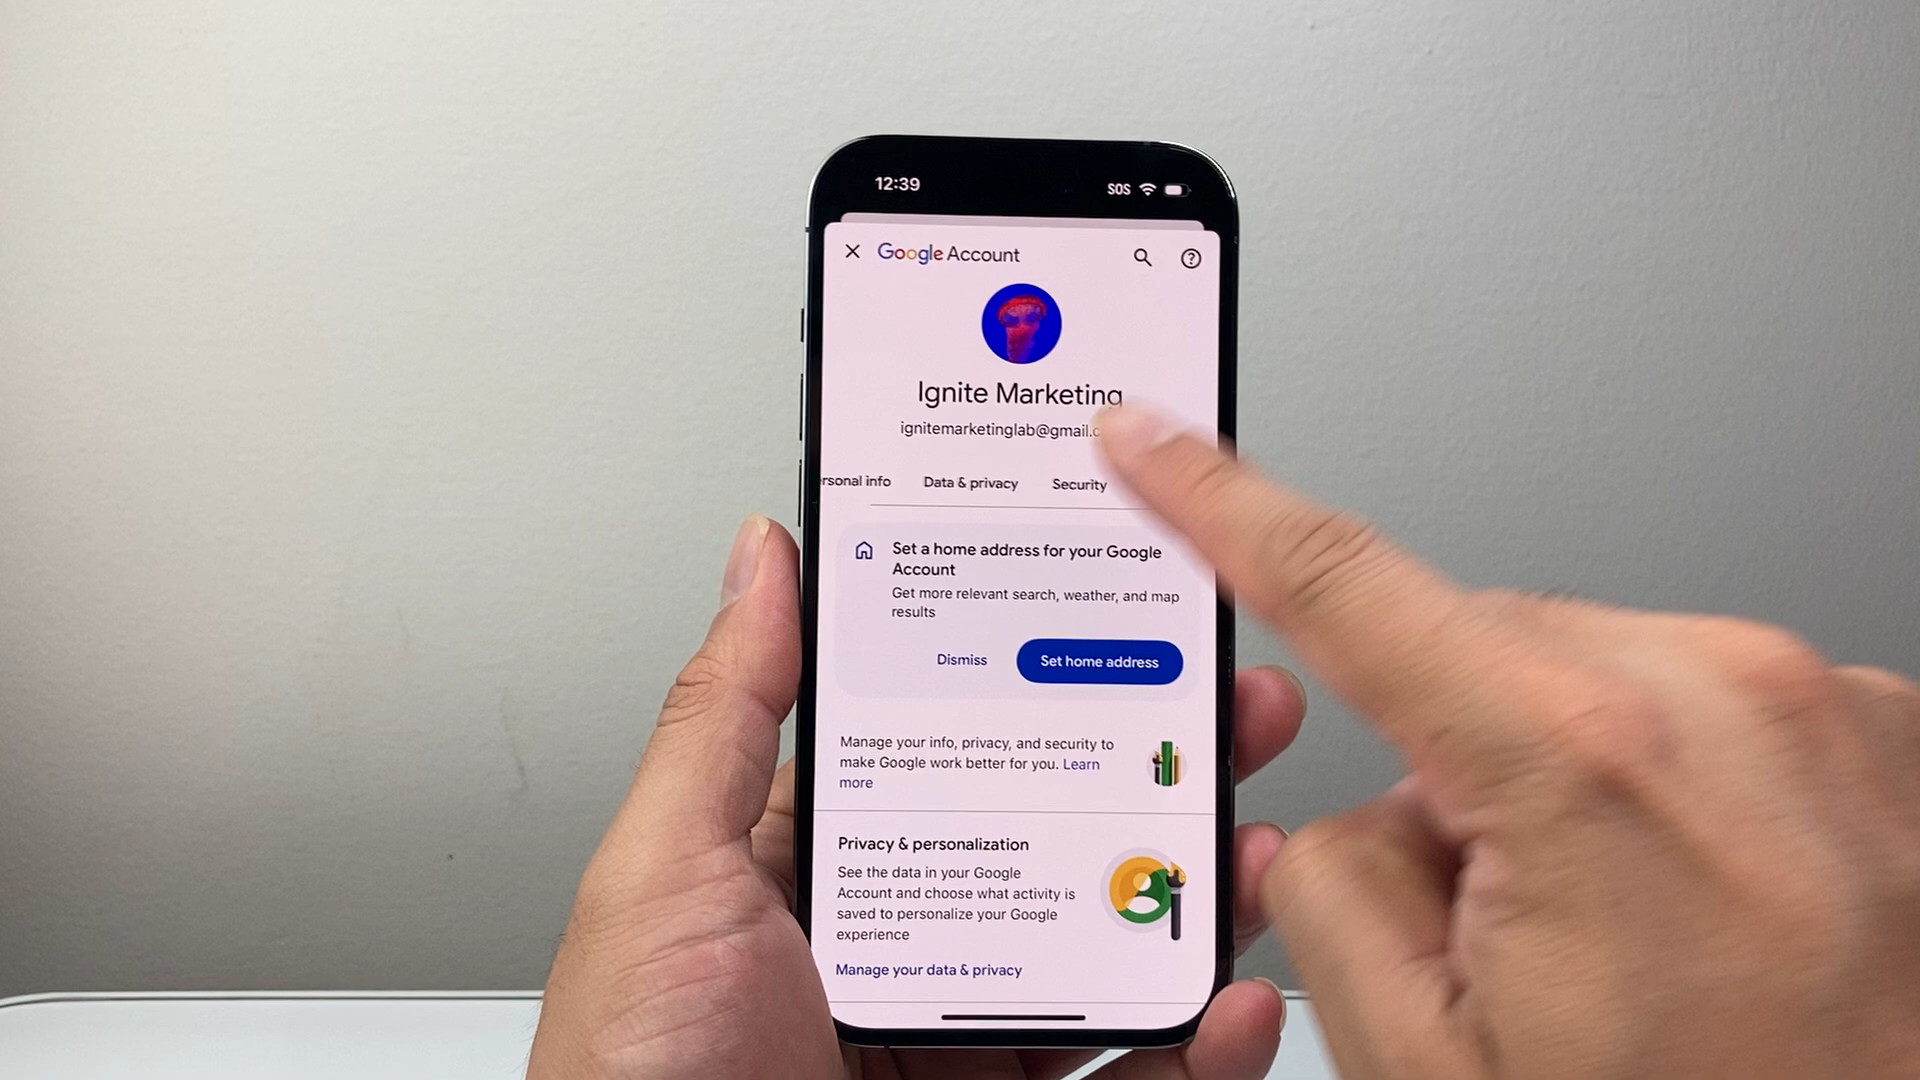 12:39
SOS
Google Account
Ignite Marketing
ignitemarketinglab@gmail.c
rsonal info
Data & privacy
Security
Set a home address for your Google
Account
Get more relevant search, weather, and map
results
Dismiss
Set home address
Manage your info, privacy, and security to
make Google work better for you. Learn
more
Privacy & personalization
See the data in your Google
Account and choose what activity is
saved to personalize your Google
experience
Manage your data & privacy